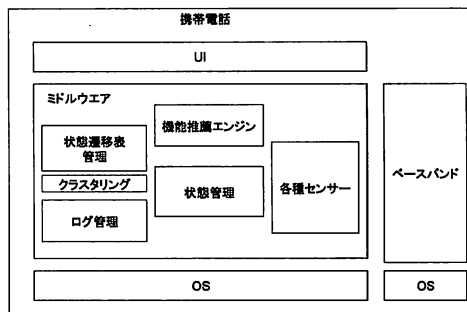 携帯電話
UI
ミドルウエア
機能推薦エンジン
状態遷移表
管理
クラスタリング
ログ管理
状態管理
各種センサー
ベースバンド
OS
OS